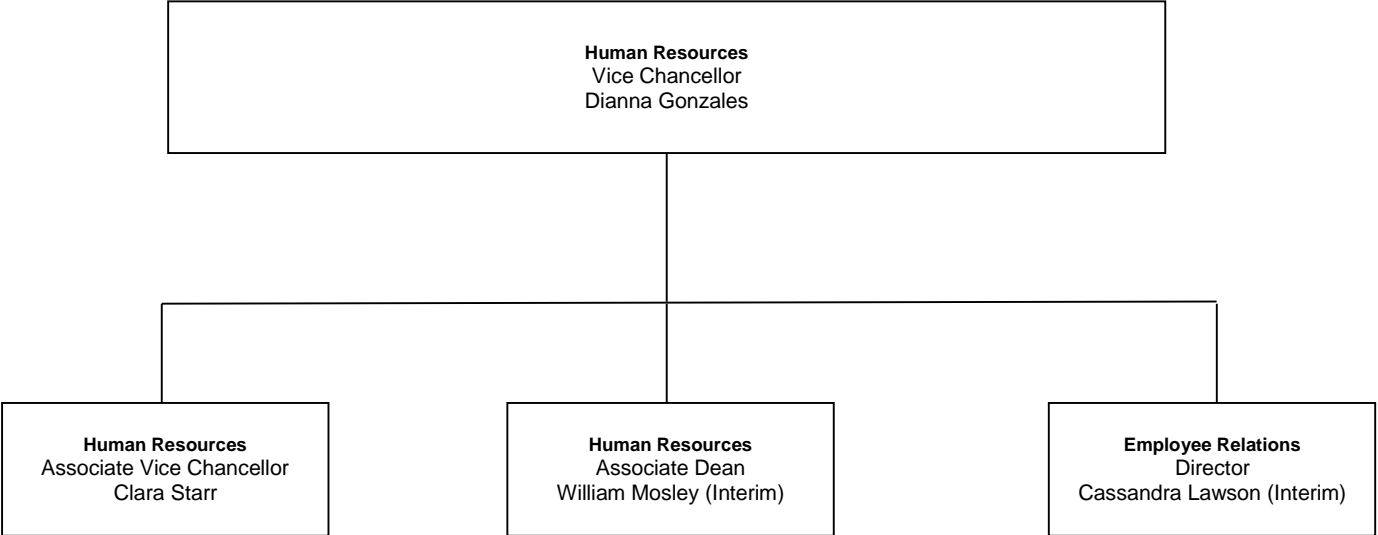 Human Resources
Vice Chancellor
Dianna Gonzales
Human Resources
Associate Vice Chancellor
Clara Starr
Human Resources
Associate Dean
William Mosley (Interim)
Employee Relations
Director
Cassandra Lawson (Interim)